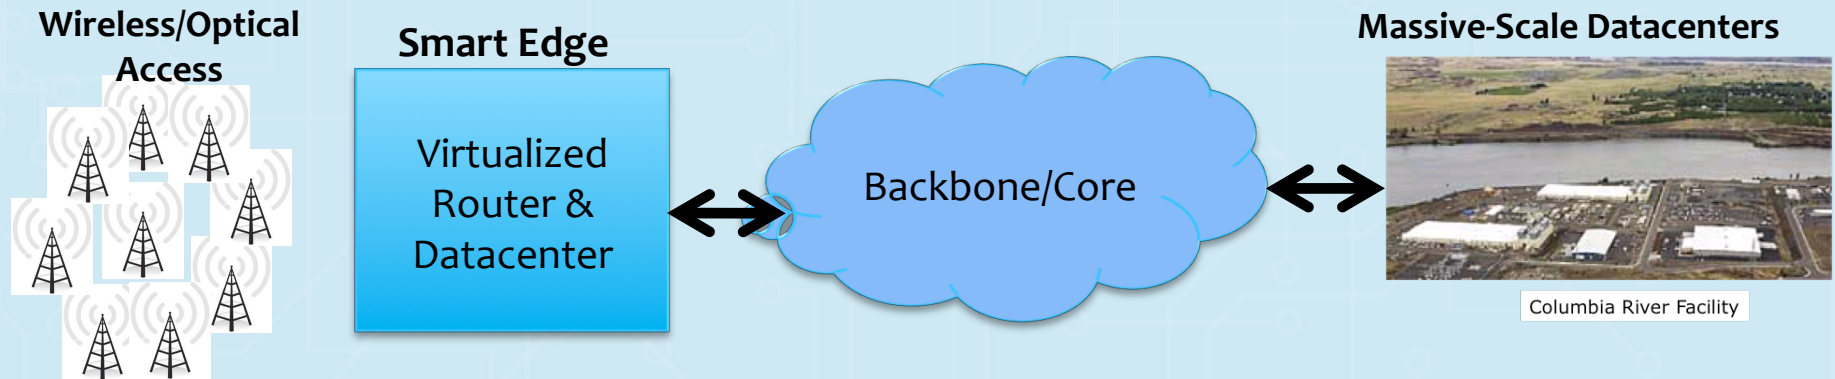 Wireless/Optical
Access
Smart Edge
Virtualized
Router &
Datacenter
Backbone/Core
Massive-Scale Datacenters
Columbia River Facility